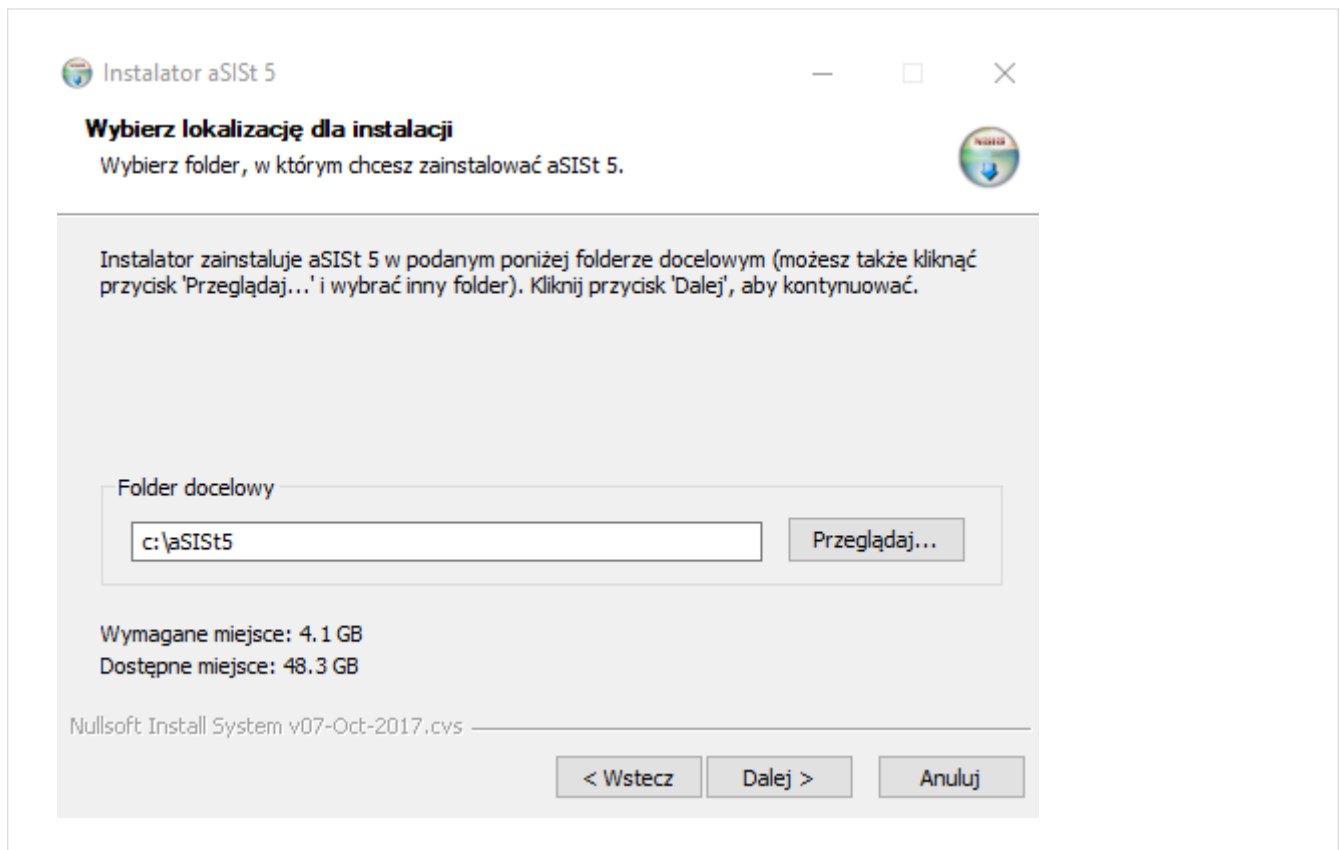 Instalator aSISt 5
Wybierz lokalizację dla instalacji
Wybierz folder, w którym chcesz zainstalować aSISt 5.
Instalator zainstaluje aSISt 5 w podanym poniżej folderze docelowym (możesz także kliknąć
przycisk 'Przeglądaj...' i wybrać inny folder). Kliknij przycisk 'Dalej', aby kontynuować.
Folder docelowy
c:\aSISt5
Przeglądaj...
Wymagane miejsce: 4.1 GB
Dostępne miejsce: 48.3 GB
Nullsoft Install System v07-Oct-2017.cvs
< Wstecz
Dalej >
Anuluj